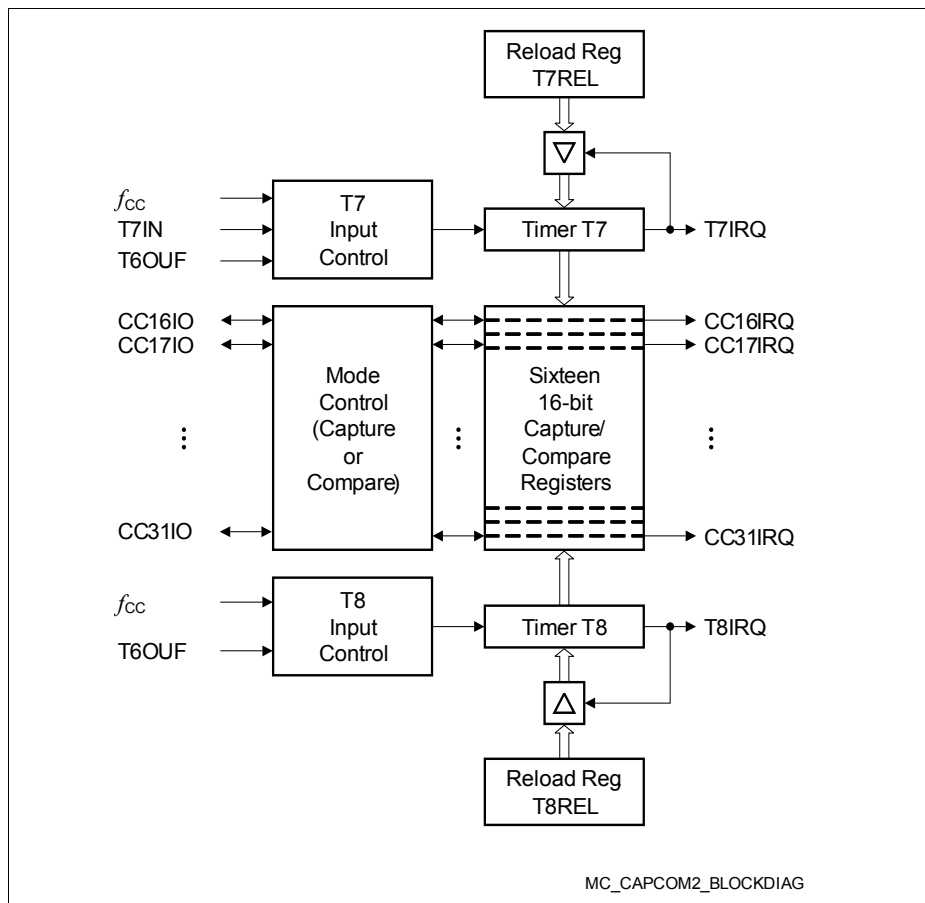 Reload Reg.
T7REL
fCC
T7IN
T6OUF
T7
Input
Control
Timer T7
T7IRQ
CC16IO
CC17IO
CC31IO
Mode
Control
(Capture
or
Compare)
Sixteen
16-bit
Capture/
Compare
Registers
CC16IRQ
CC17IRQ
CC31IRQ
fCC
T6OUF
T8
Input
Control
Timer T8
T8IRQ
Reload Reg.
T8REL
MC_CAPCOM2_BLOCKDIAG